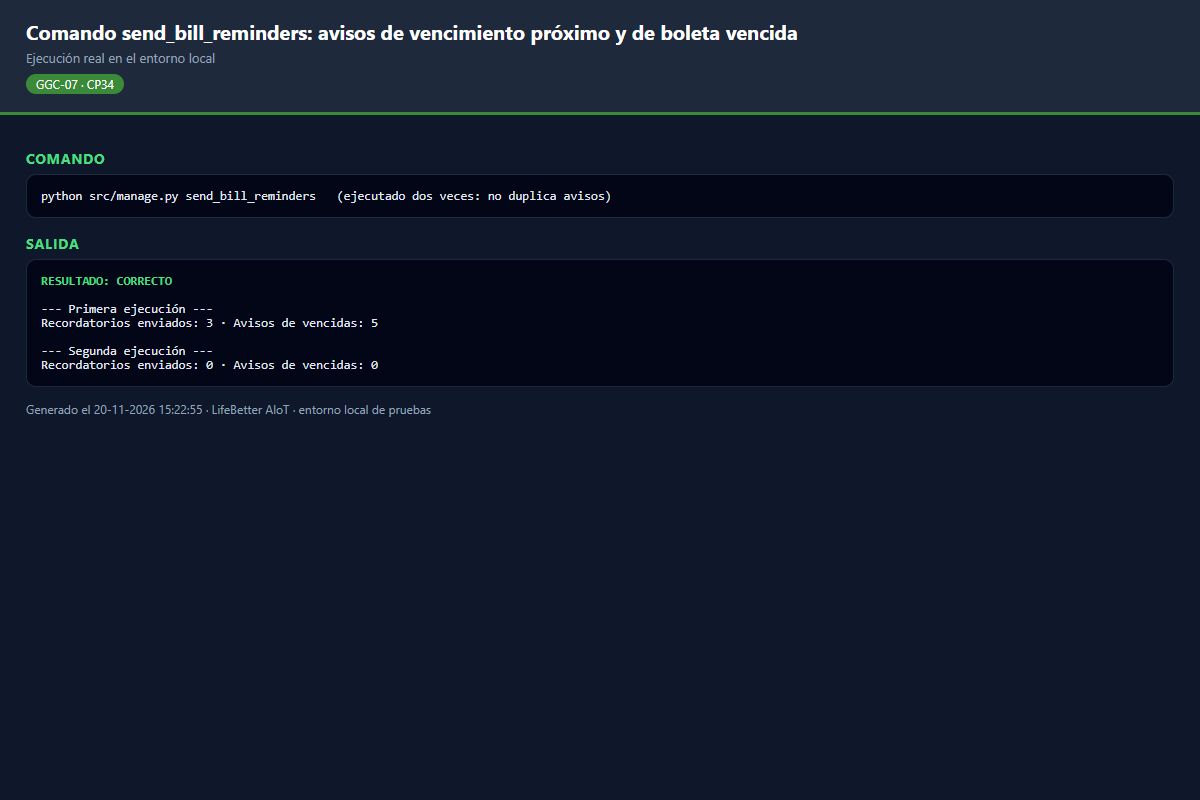 Comando send_bill_reminders: avisos de vencimiento próximo y de boleta vencida
Ejecución real en el entorno local
GGC-07 · CP34
COMANDO
python src/manage.py send_bill_reminders   (ejecutado dos veces: no duplica avisos)
SALIDA
RESULTADO: CORRECTO
--- Primera ejecución ---
Recordatorios enviados: 3 · Avisos de vencidas: 5
--- Segunda ejecución ---
Recordatorios enviados: 0 · Avisos de vencidas: 0
Generado el 20-11-2026 15:22:55 · LifeBetter AIoT · entorno local de pruebas